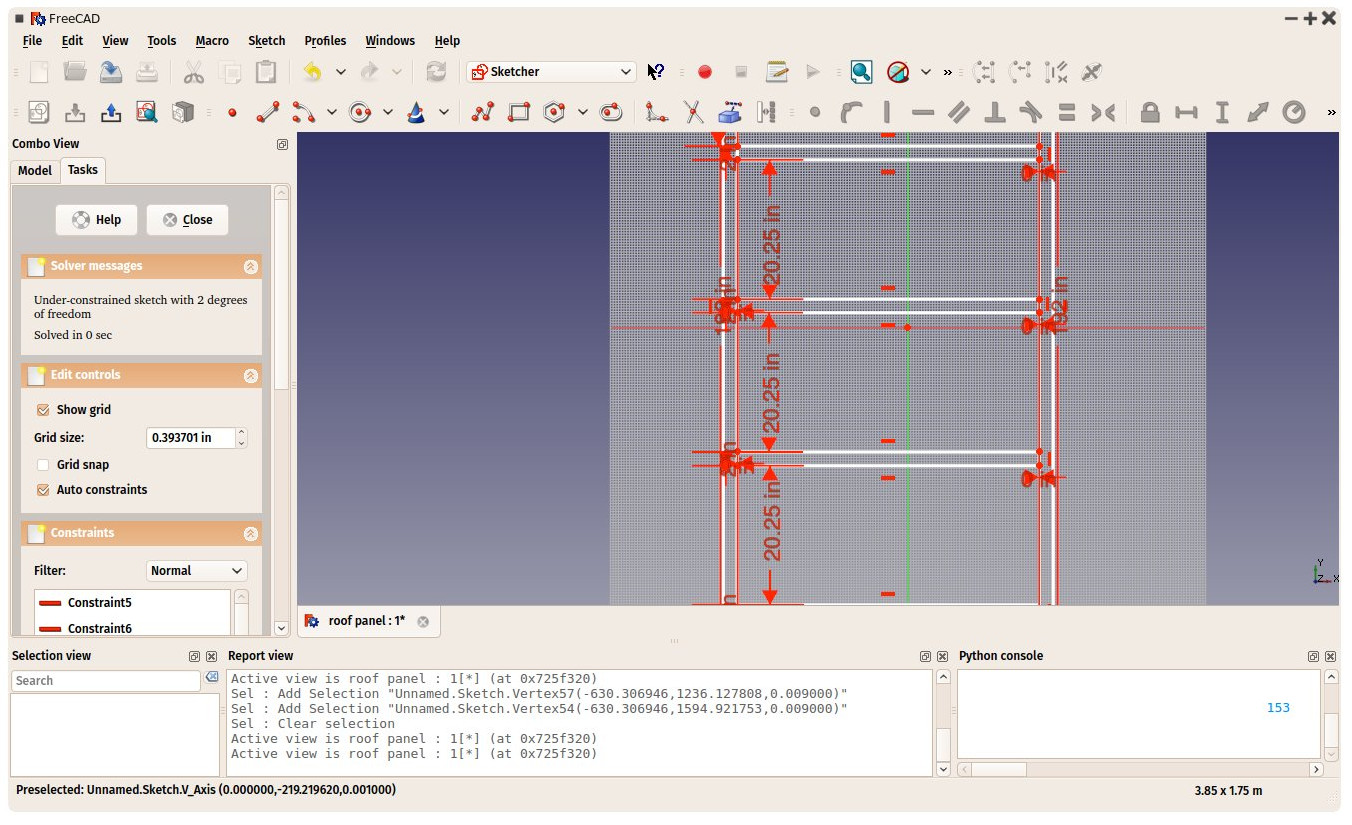 FreeCAD
File Edit View Tools Macro Sketch Profiles Windows Help
Sketcher
Combo View
Model Tasks
Help Close
Solver messages
Under-constrained sketch with 2 degrees
of freedom
Solved in 0 sec
Edit controls
Show grid
Grid size: 0.393701 in
Grid snap
Auto constraints
Constraints
Filter: Normal
Constraint5
Constraint6
20.25 in
192 in
20.25 in
20.25 in
Y
Z X
roof panel : 1*
Selection view
Search
Report view
Active view is roof panel : 1[*] (at 0x725f320)
Sel : Add Selection "Unnamed.Sketch.Vertex57(-630.306946,1236.127808,0.009000)"
Sel : Add Selection "Unnamed.Sketch.Vertex54(-630.306946,1594.921753,0.009000)"
Sel : Clear selection
Active view is roof panel : 1[*] (at 0x725f320)
Active view is roof panel : 1[*] (at 0x725f320)
Python console
153
Preselected: Unnamed.Sketch.V_Axis (0.000000,-219.219620,0.001000)
3.85 x 1.75 m